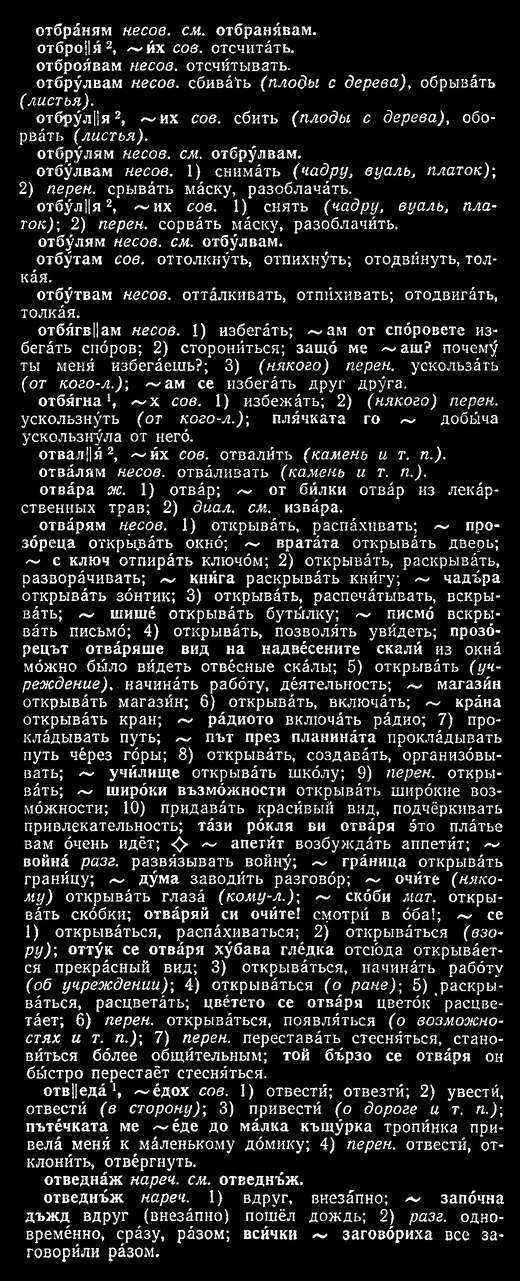 отбра́ням несов. см. отбраня́вам.
отбро||я́ ², ~и́х сов. отсчита́ть.
отброя́вам несов. отсчи́тывать.
отбру́лвам несов. сбива́ть (плоды с дерева), обрыва́ть
(листья).
отбру́л||я ², ~их сов. сбить (плоды с дерева), обо-
рва́ть (листья).
отбру́лям несов. см. отбру́лвам.
отбу́лвам несов. 1) снима́ть (чадру, вуаль, платок);
2) перен. срыва́ть ма́ску, разоблача́ть.
отбу́л||я ², ~их сов. 1) снять (чадру, вуаль, пла-
ток); 2) перен. сорва́ть ма́ску, разоблачи́ть.
отбу́лям несов. см. отбу́лвам.
отбу́там сов. оттолкну́ть, отпихну́ть; отодви́нуть, тол-
ка́я.
отбу́твам несов. отта́лкивать, отпи́хивать; отодвига́ть,
толка́я.
отбя́гв||ам несов. 1) избега́ть; ~ам от спо́ровете из-
бега́ть спо́ров; 2) сторони́ться; защо́ ме ~аш? почему́
ты меня́ избега́ешь?; 3) (някого) перен. ускольза́ть
(от кого-л.); ~ам се избега́ть друг дру́га.
отбя́гна ¹, ~х сов. 1) избежа́ть; 2) (някого) перен.
ускользну́ть (от кого-л.); пля́чката го ~ добы́ча
ускользну́ла от него́.
отвал||я́ ², ~и́х сов. отвали́ть (камень и т. п.).
отва́лям несов. отва́ливать (камень и т. п.).
отва́ра ж. 1) отва́р; ~ от би́лки отва́р из лека́р-
ственных трав; 2) диал. см. изва́ра.
отва́рям несов. 1) открыва́ть, распа́хивать; ~ про-
зо́реца открыва́ть окно́; ~ врата́та открыва́ть дверь;
~ с ключ отпира́ть ключо́м; 2) открыва́ть, раскрыва́ть,
развора́чивать; ~ кни́га раскрыва́ть кни́гу; ~ чадъ́ра
открыва́ть зо́нтик; 3) открыва́ть, распеча́тывать, вскры-
ва́ть; ~ шише́ открыва́ть буты́лку; ~ писмо́ вскры-
ва́ть письмо́; 4) открыва́ть, позволя́ть уви́деть; прозо́-
рецът отва́ряше вид на надве́сените скали́ из окна́
мо́жно бы́ло ви́деть отве́сные ска́лы; 5) открыва́ть (уч-
реждение), начина́ть рабо́ту, де́ятельность; ~ магази́н
открыва́ть магази́н; 6) открыва́ть, включа́ть; ~ кра́на
открыва́ть кран; ~ ра́диото включа́ть ра́дио; 7) про-
кла́дывать путь; ~ път през планина́та прокла́дывать
путь че́рез го́ры; 8) открыва́ть, создава́ть, организо́вы-
вать; ~ учи́лище открыва́ть шко́лу; 9) перен. откры-
ва́ть; ~ широ́ки възмо́жности открыва́ть широ́кие воз-
мо́жности; 10) придава́ть краси́вый вид, подчёркивать
привлека́тельность; та́зи ро́кля ви отва́ря э́то пла́тье
вам о́чень идёт; ◇ ~ апети́т возбужда́ть аппети́т; ~
война́ разг. развя́зывать войну́; ~ гра́ница открыва́ть
грани́цу; ~ ду́ма заводи́ть разгово́р; ~ очи́те (няко-
му) открыва́ть глаза́ (кому-л.); ~ ско́би мат. откры-
ва́ть ско́бки; отва́ряй си очи́те! смотри́ в о́ба!; ~ се
1) открыва́ться, распа́хиваться; 2) открыва́ться (взо-
ру); отту́к се отва́ря ху́бава гле́дка отсю́да открыва́ет-
ся прекра́сный вид; 3) открыва́ться, начина́ть рабо́ту
(об учреждении); 4) открыва́ться (о ране); 5) раскры-
ва́ться, расцвета́ть; цве́тето се отва́ря цвето́к расцве-
та́ет; 6) перен. открыва́ться, появля́ться (о возможно-
стях и т. п.); 7) перен. перестава́ть стесня́ться, стано-
ви́ться бо́лее общи́тельным; той бъ́рзо се отва́ря он
бы́стро перестаёт стесня́ться.
отв||еда́ ¹, ~е́дох сов. 1) отвести́; отвезти́; 2) увести́,
отвести́ (в сторону); 3) привести́ (о дороге и т. п.);
пъте́чката ме ~е́де до ма́лка къщу́рка тропи́нка при-
вела́ меня́ к ма́ленькому до́мику; 4) перен. отвести́, от-
клони́ть, отве́ргнуть.
отведна́ж нареч. см. отведнъ́ж.
отведнъ́ж нареч. 1) вдруг, внеза́пно; ~ запо́чна
дъжд вдруг (внеза́пно) пошёл дождь; 2) разг. одно-
вре́ме́нно, сра́зу, ра́зом; вси́чки ~ загово́риха все за-
говори́ли ра́зом.